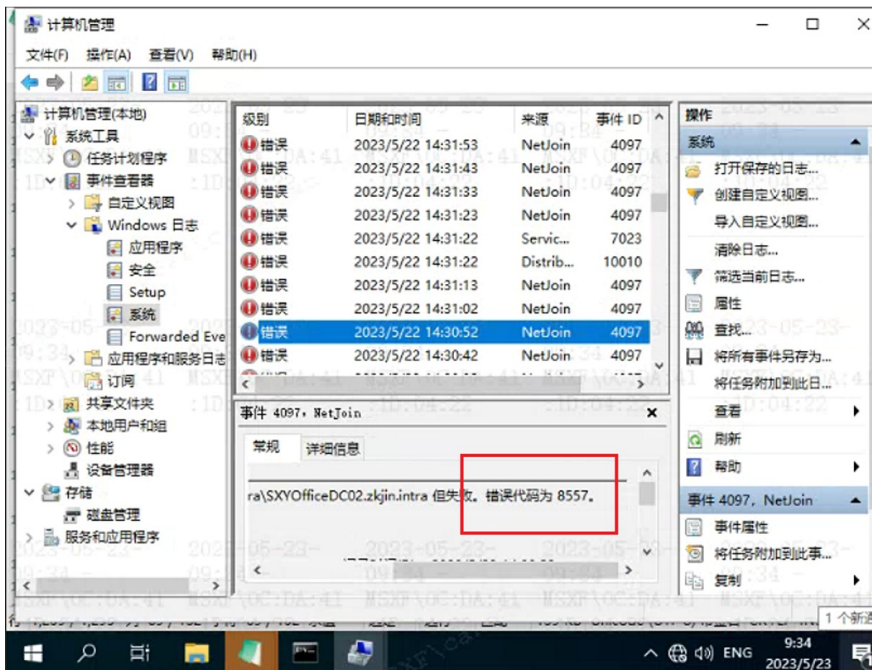 计算机管理
文件(F) 操作(A) 查看(V) 帮助(H)
计算机管理(本地)
系统工具
任务计划程序
事件查看器
自定义视图
Windows 日志
应用程序
安全
Setup
系统
Forwarded Eve
应用程序和服务日志
订阅
共享文件夹
本地用户和组
性能
设备管理器
存储
磁盘管理
服务和应用程序
级别 日期和时间 来源 事件 ID
错误 2023/5/22 14:31:53 NetJoin 4097
错误 2023/5/22 14:31:43 NetJoin 4097
错误 2023/5/22 14:31:33 NetJoin 4097
错误 2023/5/22 14:31:23 NetJoin 4097
错误 2023/5/22 14:31:22 Servic... 7023
错误 2023/5/22 14:31:22 Distrib... 10010
错误 2023/5/22 14:31:13 NetJoin 4097
错误 2023/5/22 14:31:02 NetJoin 4097
错误 2023/5/22 14:30:52 NetJoin 4097
错误 2023/5/22 14:30:42 NetJoin 4097
事件 4097，NetJoin
常规 详细信息
ra\SXYOfficeDC02.zkjin.intra 但失败。错误代码为 8557。
操作
系统
打开保存的日志...
创建自定义视图...
导入自定义视图...
清除日志...
筛选当前日志...
属性
查找...
将所有事件另存为...
将任务附加到此日...
查看
刷新
帮助
事件 4097，NetJoin
事件属性
将任务附加到此事...
复制
1 个新通
ENG
9:34
2023/5/23